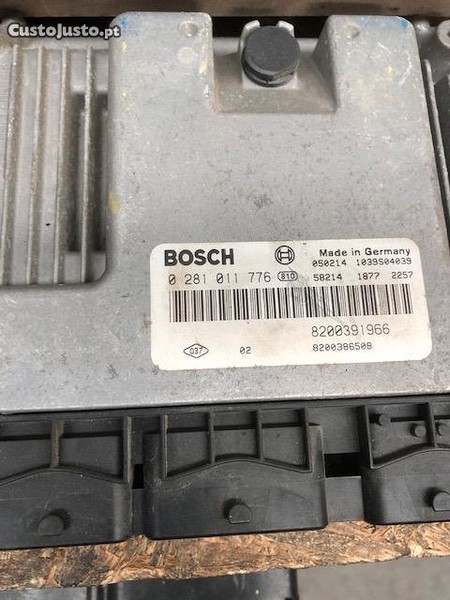 CustoJusto.pt
BOSCH
Made in Germany
050214 1039S04039
0 281 011 776 810 58214 1877 2257
8200391966
037 02 8200386508